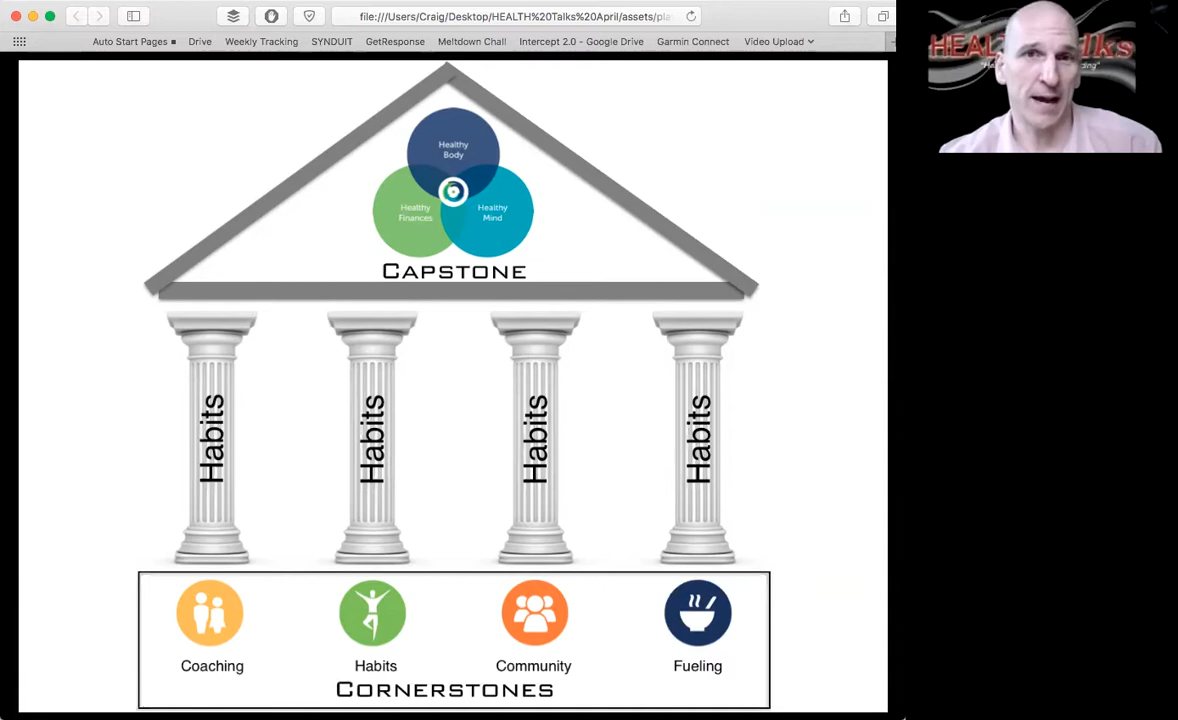 file:///Users/Craig/Desktop/HEALTH%20Talks%20April/assets/pla
Auto Start Pages Drive Weekly Tracking SYNDUIT GetResponse Meltdown Chall Intercept 2.0 - Google Drive Garmin Connect Video Upload
Healthy
Body
Healthy
Finances
Healthy
Mind
CAPSTONE
Habits
Habits
Habits
Habits
Coaching
Habits
Community
Fueling
CORNERSTONES